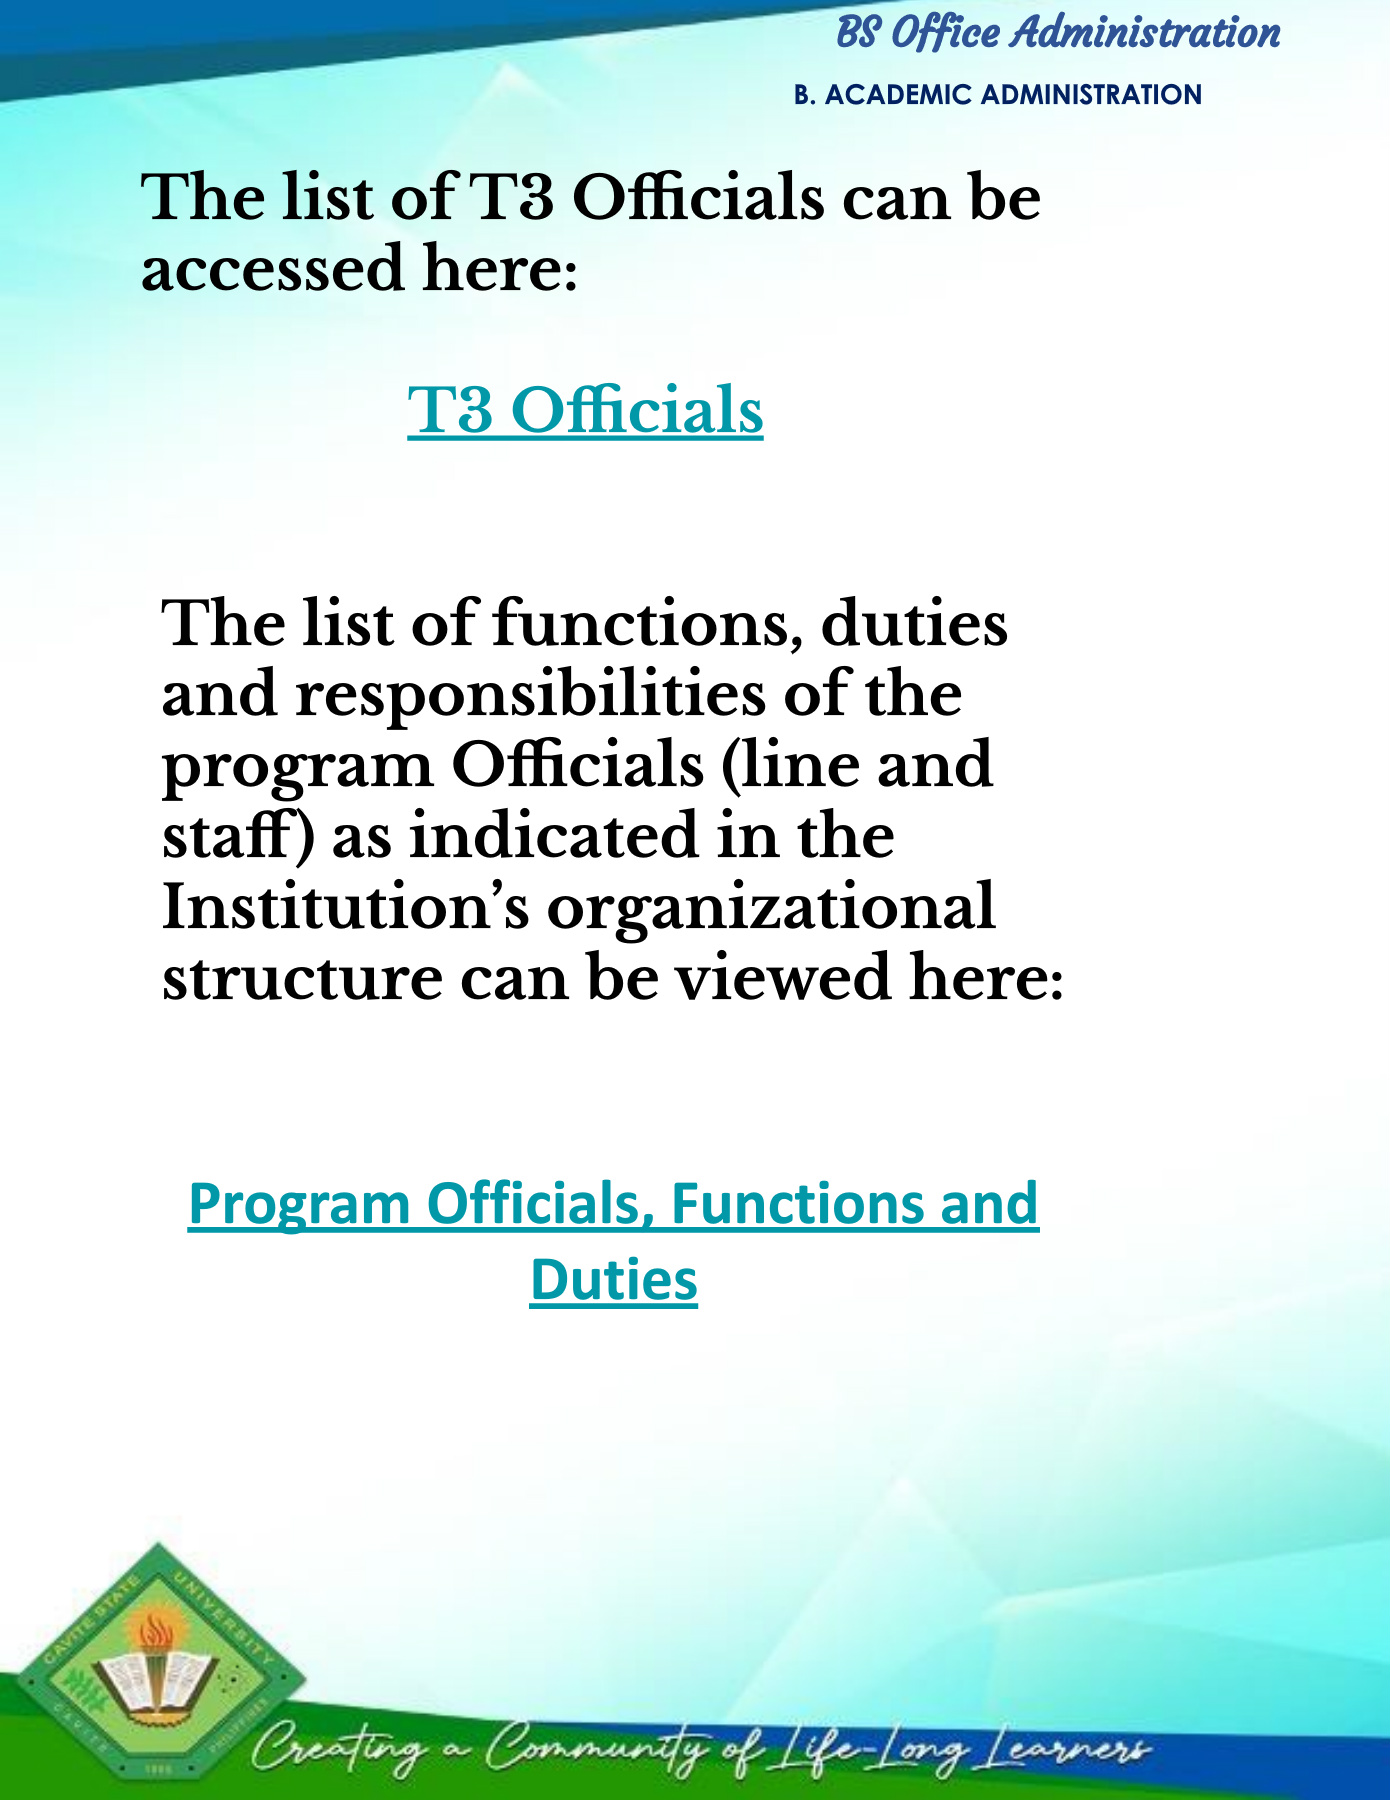 BS Office Administration
B. ACADEMIC ADMINISTRATION
The list of T3 Officials can be
accessed here:
T3 Officials
The list of functions, duties
and responsibilities of the
program Officials (line and
staff) as indicated in the
Institution’s organizational
structure can be viewed here:
Program Officials, Functions and
Duties
CAVITE STATE UNIVERSITY
CAVITE
1906
PHILIPPINES
Creating a Community of Life-Long Learners